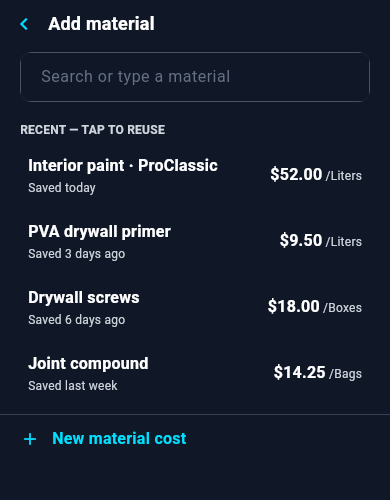 Add material
Search or type a material
RECENT — TAP TO REUSE
Interior paint · ProClassic
$52.00 /Liters
Saved today
PVA drywall primer
$9.50 /Liters
Saved 3 days ago
Drywall screws
$18.00 /Boxes
Saved 6 days ago
Joint compound
$14.25 /Bags
Saved last week
+ New material cost